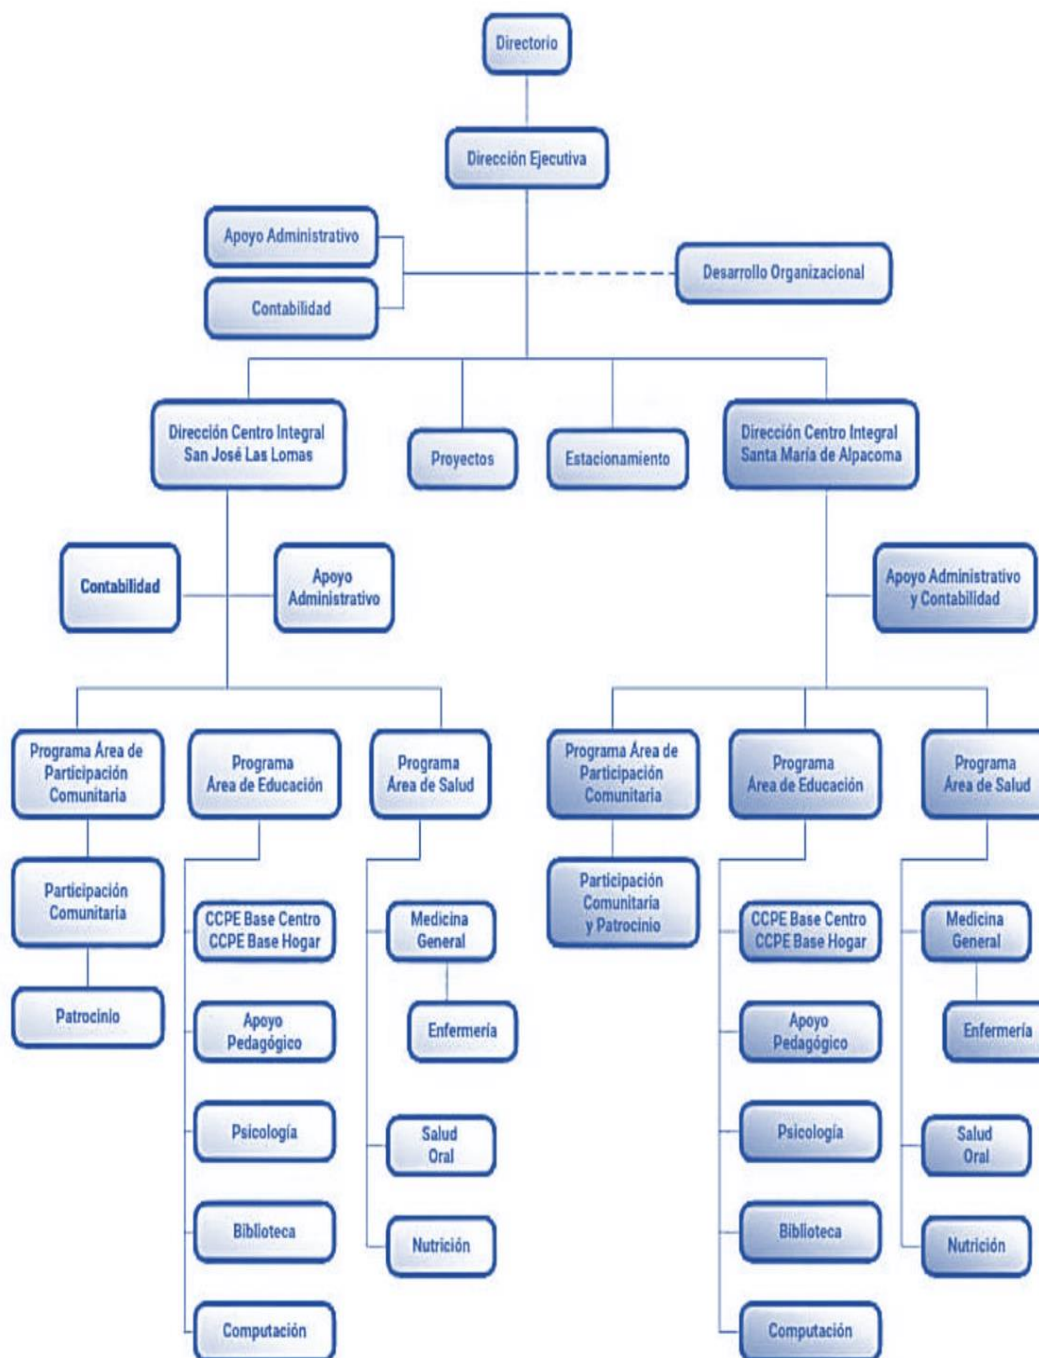 Directorio
Dirección Ejecutiva
Apoyo Administrativo
Contabilidad
Desarrollo Organizacional
Dirección Centro Integral
San José Las Lomas
Proyectos
Estacionamiento
Dirección Centro Integral
Santa María de Alpacoma
Contabilidad
Apoyo
Administrativo
Apoyo Administrativo
y Contabilidad
Programa Área de
Participación
Comunitaria
Programa
Área de Educación
Programa
Área de Salud
Programa Área de
Participación
Comunitaria
Programa
Área de Educación
Programa
Área de Salud
Participación
Comunitaria
Patrocinio
CCPE Base Centro
CCPE Base Hogar
Apoyo
Pedagógico
Psicología
Biblioteca
Computación
Medicina
General
Enfermería
Salud
Oral
Nutrición
Participación
Comunitaria
y Patrocinio
CCPE Base Centro
CCPE Base Hogar
Apoyo
Pedagógico
Psicología
Biblioteca
Computación
Medicina
General
Enfermería
Salud
Oral
Nutrición